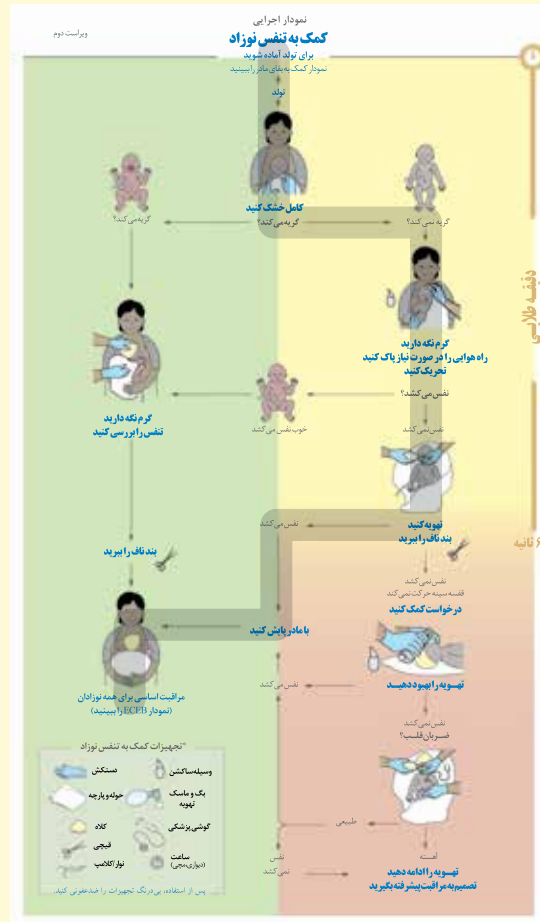 نمودار اجرایی
ویراست دوم
کمک به تنفس نوزاد
برای تولد آماده شوید
نمودار کمک به بقای مادر را ببینید
تولد
کامل خشک کنید
گریه می‌کند؟
گریه نمی‌کند؟
گریه می‌کند؟
دقیقه طلایی
گرم نگه دارید
راه هوایی را در صورت نیاز پاک کنید
تحریک کنید
نفس می‌کشد؟
خوب نفس می‌کشد
گرم نگه دارید
تنفس را بررسی کنید
نفس نمی‌کشد
تهویه کنید
بند ناف را ببرید
نفس می‌کشد
بند ناف را ببرید
۶ ثانیه
نفس نمی‌کشد
قفسه سینه حرکت نمی‌کند
درخواست کمک کنید
با مادر پایش کنید
تهـویه را بهبود دهیـد
نفس می‌کشد
مراقبت اساسی برای همه نوزادان
(نمودار ECEB را ببینید)
نفس نمی‌کشد
ضـربان قلـب؟
طبیعی
آهسته
تهـویه را ادامه دهید
تصمیم به مراقبت پیشرفته بگیرید
نفس
نمی‌کشد
*تجهیزات کمک به تنفس نوزاد
وسیله ساکشن
دستکش
بگ و ماسک
تهویه
حوله و پارچه
گوشی پزشکی
کلاه
قیچی
ساعت
(دیواری، مچی)
نوار/کلامپ
پس از استفاده، بی‌درنگ تجهیزات را ضدعفونی کنید.